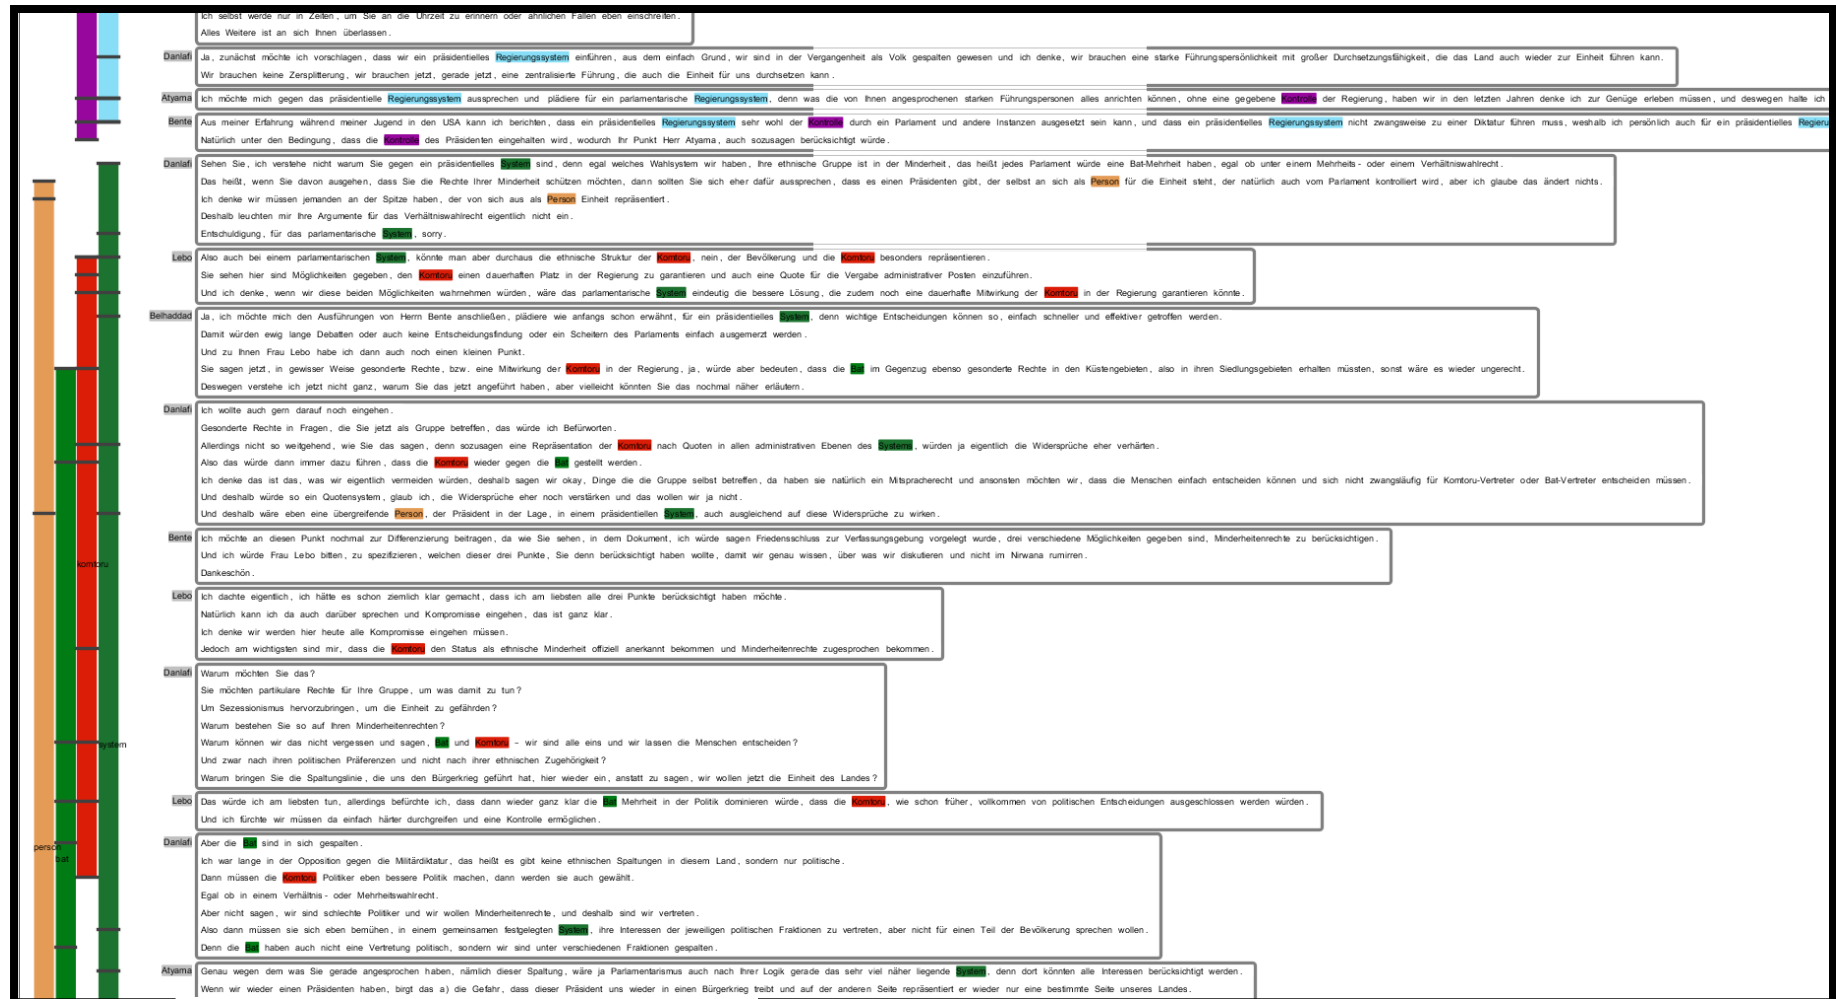 Ich selbst werde nur in Zeiten, um Sie an die Uhrzeit zu erinnern oder ähnlichen Fällen eben einschreiten.
Alles Weitere ist an sich Ihnen überlassen.
Danlafi Ja, zunächst möchte ich vorschlagen, dass wir ein präsidentielles Regierungssystem einführen, aus dem einfach Grund, wir sind in der Vergangenheit als Volk gespalten gewesen und ich denke, wir brauchen eine starke Führungspersönlichkeit mit großer Durchsetzungsfähigkeit, die das Land auch wieder zur Einheit führen kann.
Wir brauchen keine Zersplitterung, wir brauchen jetzt, gerade jetzt, eine zentralisierte Führung, die auch die Einheit für uns durchsetzen kann.
Atyama Ich möchte mich gegen das präsidentielle Regierungssystem aussprechen und plädiere für ein parlamentarische Regierungssystem, denn was die von Ihnen angesprochenen starken Führungspersonen alles anrichten können, ohne eine gegebene Kontrolle der Regierung, haben wir in den letzten Jahren denke ich zur Genüge erleben müssen, und deswegen halte ich
Bente Aus meiner Erfahrung während meiner Jugend in den USA kann ich berichten, dass ein präsidentielles Regierungssystem sehr wohl der Kontrolle durch ein Parlament und andere Instanzen ausgesetzt sein kann, und dass ein präsidentielles Regierungssystem nicht zwangsweise zu einer Diktatur führen muss, weshalb ich persönlich auch für ein präsidentielles Regieru
Natürlich unter den Bedingung, dass die Kontrolle des Präsidenten eingehalten wird, wodurch Ihr Punkt Herr Atyama, auch sozusagen berücksichtigt würde.
Danlafi Sehen Sie, ich verstehe nicht warum Sie gegen ein präsidentielles System sind, denn egal welches Wahlsystem wir haben, Ihre ethnische Gruppe ist in der Minderheit, das heißt jedes Parlament würde eine Bat-Mehrheit haben, egal ob unter einem Mehrheits- oder einem Verhältniswahlrecht.
Das heißt, wenn Sie davon ausgehen, dass Sie die Rechte Ihrer Minderheit schützen möchten, dann sollten Sie sich eher dafür aussprechen, dass es einen Präsidenten gibt, der selbst an sich als Person für die Einheit steht, der natürlich auch vom Parlament kontrolliert wird, aber ich glaube das ändert nichts.
Ich denke wir müssen jemanden an der Spitze haben, der von sich aus als Person Einheit repräsentiert.
Deshalb leuchten mir Ihre Argumente für das Verhältniswahlrecht eigentlich nicht ein.
Entschuldigung, für das parlamentarische System, sorry.
Lebo Also auch bei einem parlamentarischen System, könnte man aber durchaus die ethnische Struktur der Komtoru, nein, der Bevölkerung und die Komtoru besonders repräsentieren.
Sie sehen hier sind Möglichkeiten gegeben, den Komtoru einen dauerhaften Platz in der Regierung zu garantieren und auch eine Quote für die Vergabe administrativer Posten einzuführen.
Und ich denke, wenn wir diese beiden Möglichkeiten wahrnehmen würden, wäre das parlamentarische System eindeutig die bessere Lösung, die zudem noch eine dauerhafte Mitwirkung der Komtoru in der Regierung garantieren könnte.
Belhaddad Ja, ich möchte mich den Ausführungen von Herrn Bente anschließen, plädiere wie anfangs schon erwähnt, für ein präsidentielles System, denn wichtige Entscheidungen können so, einfach schneller und effektiver getroffen werden.
Damit würden ewig lange Debatten oder auch keine Entscheidungsfindung oder ein Scheitern des Parlaments einfach ausgemerzt werden.
Und zu Ihnen Frau Lebo habe ich dann auch noch einen kleinen Punkt.
Sie sagen jetzt, in gewisser Weise gesonderte Rechte, bzw. eine Mitwirkung der Komtoru in der Regierung, ja, würde aber bedeuten, dass die Bat im Gegenzug ebenso gesonderte Rechte in den Küstengebieten, also in ihren Siedlungsgebieten erhalten müssten, sonst wäre es wieder ungerecht.
Deswegen verstehe ich jetzt nicht ganz, warum Sie das jetzt angeführt haben, aber vielleicht könnten Sie das nochmal näher erläutern.
Danlafi Ich wollte auch gern darauf noch eingehen.
Gesonderte Rechte in Fragen, die Sie jetzt als Gruppe betreffen, das würde ich Befürworten.
Allerdings nicht so weitgehend, wie Sie das sagen, denn sozusagen eine Repräsentation der Komtoru nach Quoten in allen administrativen Ebenen des Systems, würden ja eigentlich die Widersprüche eher verhärten.
Also das würde dann immer dazu führen, dass die Komtoru wieder gegen die Bat gestellt werden.
Ich denke das ist das, was wir eigentlich vermeiden würden, deshalb sagen wir okay, Dinge die die Gruppe selbst betreffen, da haben sie natürlich ein Mitspracherecht und ansonsten möchten wir, dass die Menschen einfach entscheiden können und sich nicht zwangsläufig für Komtoru-Vertreter oder Bat-Vertreter entscheiden müssen.
Und deshalb würde so ein Quotensystem, glaub ich, die Widersprüche eher noch verstärken und das wollen wir ja nicht.
Und deshalb wäre eben eine übergreifende Person, der Präsident in der Lage, in einem präsidentiellen System, auch ausgleichend auf diese Widersprüche zu wirken.
Bente Ich möchte an diesen Punkt nochmal zur Differenzierung beitragen, da wie Sie sehen, in dem Dokument, ich würde sagen Friedensschluss zur Verfassungsgebung vorgelegt wurde, drei verschiedene Möglichkeiten gegeben sind, Minderheitenrechte zu berücksichtigen.
Und ich würde Frau Lebo bitten, zu spezifizieren, welchen dieser drei Punkte, Sie denn berücksichtigt haben wollte, damit wir genau wissen, über was wir diskutieren und nicht im Nirwana rumirren.
Dankeschön.
komtoru
Lebo Ich dachte eigentlich, ich hätte es schon ziemlich klar gemacht, dass ich am liebsten alle drei Punkte berücksichtigt haben möchte.
Natürlich kann ich da auch darüber sprechen und Kompromisse eingehen, das ist ganz klar.
Ich denke wir werden hier heute alle Kompromisse eingehen müssen.
Jedoch am wichtigsten sind mir, dass die Komtoru den Status als ethnische Minderheit offiziell anerkannt bekommen und Minderheitenrechte zugesprochen bekommen.
Danlafi Warum möchten Sie das?
Sie möchten partikulare Rechte für Ihre Gruppe, um was damit zu tun?
Um Sezessionismus hervorzubringen, um die Einheit zu gefährden?
Warum bestehen Sie so auf Ihren Minderheitenrechten?
Warum können wir das nicht vergessen und sagen, Bat und Komtoru - wir sind alle eins und wir lassen die Menschen entscheiden?
system
Und zwar nach ihren politischen Präferenzen und nicht nach ihrer ethnischen Zugehörigkeit?
Warum bringen Sie die Spaltungslinie, die uns den Bürgerkrieg geführt hat, hier wieder ein, anstatt zu sagen, wir wollen jetzt die Einheit des Landes?
Lebo Das würde ich am liebsten tun, allerdings befürchte ich, dass dann wieder ganz klar die Bat Mehrheit in der Politik dominieren würde, dass die Komtoru, wie schon früher, vollkommen von politischen Entscheidungen ausgeschlossen werden würden.
Und ich fürchte wir müssen da einfach härter durchgreifen und eine Kontrolle ermöglichen.
Danlafi Aber die Bat sind in sich gespalten.
person
bat
Ich war lange in der Opposition gegen die Militärdiktatur, das heißt es gibt keine ethnischen Spaltungen in diesem Land, sondern nur politische.
Dann müssen die Komtoru Politiker eben bessere Politik machen, dann werden sie auch gewählt.
Egal ob in einem Verhältnis- oder Mehrheitswahlrecht.
Aber nicht sagen, wir sind schlechte Politiker und wir wollen Minderheitenrechte, und deshalb sind wir vertreten.
Also dann müssen sie sich eben bemühen, in einem gemeinsamen festgelegten System, ihre Interessen der jeweiligen politischen Fraktionen zu vertreten, aber nicht für einen Teil der Bevölkerung sprechen wollen.
Denn die Bat haben auch nicht eine Vertretung politisch, sondern wir sind unter verschiedenen Fraktionen gespalten.
Atyama Genau wegen dem was Sie gerade angesprochen haben, nämlich dieser Spaltung, wäre ja Parlamentarismus auch nach Ihrer Logik gerade das sehr viel näher liegende System, denn dort könnten alle Interessen berücksichtigt werden.
Wenn wir wieder einen Präsidenten haben, birgt das a) die Gefahr, dass dieser Präsident uns wieder in einen Bürgerkrieg treibt und auf der anderen Seite repräsentiert er wieder nur eine bestimmte Seite unseres Landes.